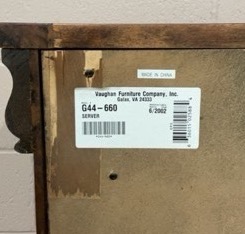 MADE IN CHINA
Vaughan Furniture Company, Inc.
Galax, VA 24333
G44-660
6/2002
SERVER